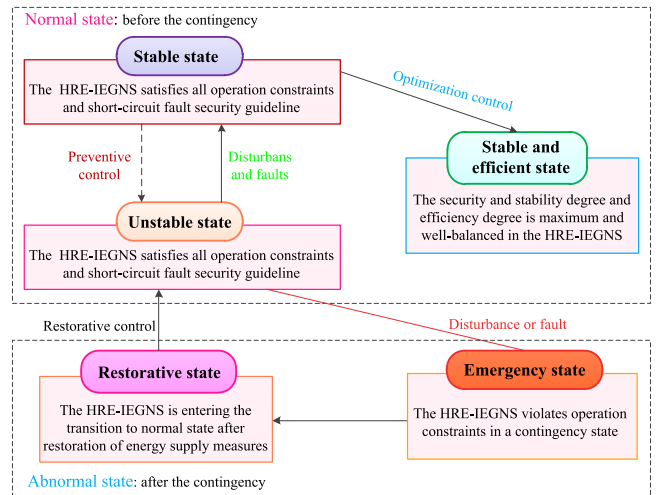 Normal state: before the contingency
Stable state
The HRE-IEGNS satisfies all operation constraints
and short-circuit fault security guideline
Optimization control
Preventive
control
Disturbans
and faults
Stable and
efficient state
The security and stability degree and
efficiency degree is maximum and
well-balanced in the HRE-IEGNS
Unstable state
The HRE-IEGNS satisfies all operation constraints
and short-circuit fault security guideline
Restorative control
Disturbance or fault
Restorative state
The HRE-IEGNS is entering the
transition to normal state after
restoration of energy supply measures
Emergency state
The HRE-IEGNS violates operation
constraints in a contingency state
Abnormal state: after the contingency